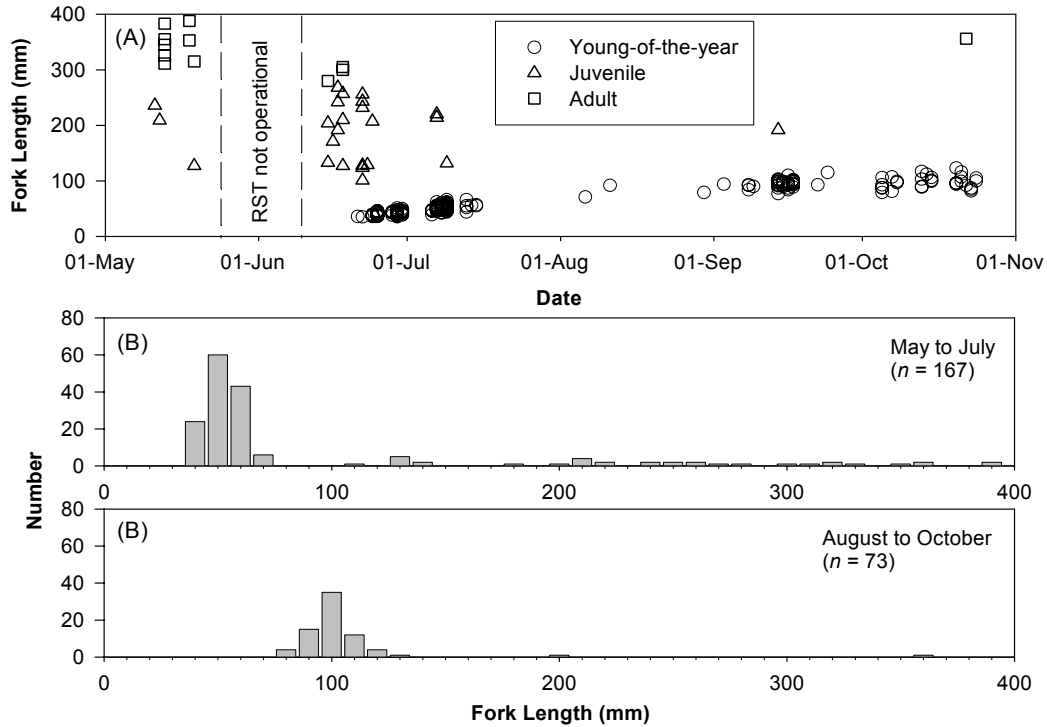 400
(A)
300
200
100
0
Fork Length (mm)
RST not operational
Young-of-the-year
Juvenile
Adult
01-May
01-Jun
01-Jul
01-Aug
01-Sep
01-Oct
01-Nov
Date
80
(B)
60
40
20
0
May to July
(n = 167)
0
100
200
300
400
Number
80
(B)
60
40
20
0
August to October
(n = 73)
0
100
200
300
400
Fork Length (mm)